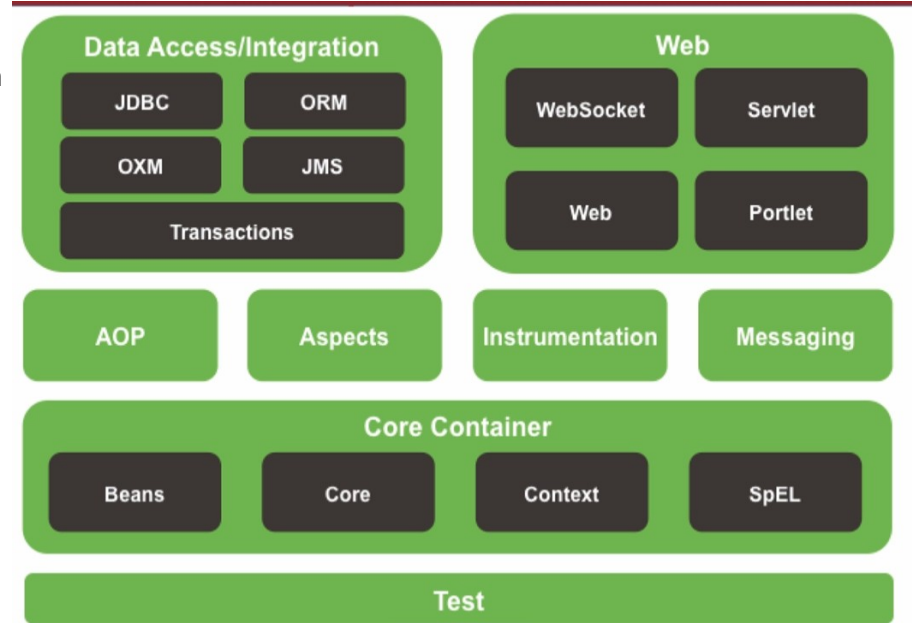 Data Access/Integration
JDBC
ORM
OXM
JMS
Transactions
Web
WebSocket
Servlet
Web
Portlet
AOP
Aspects
Instrumentation
Messaging
Core Container
Beans
Core
Context
SpEL
Test